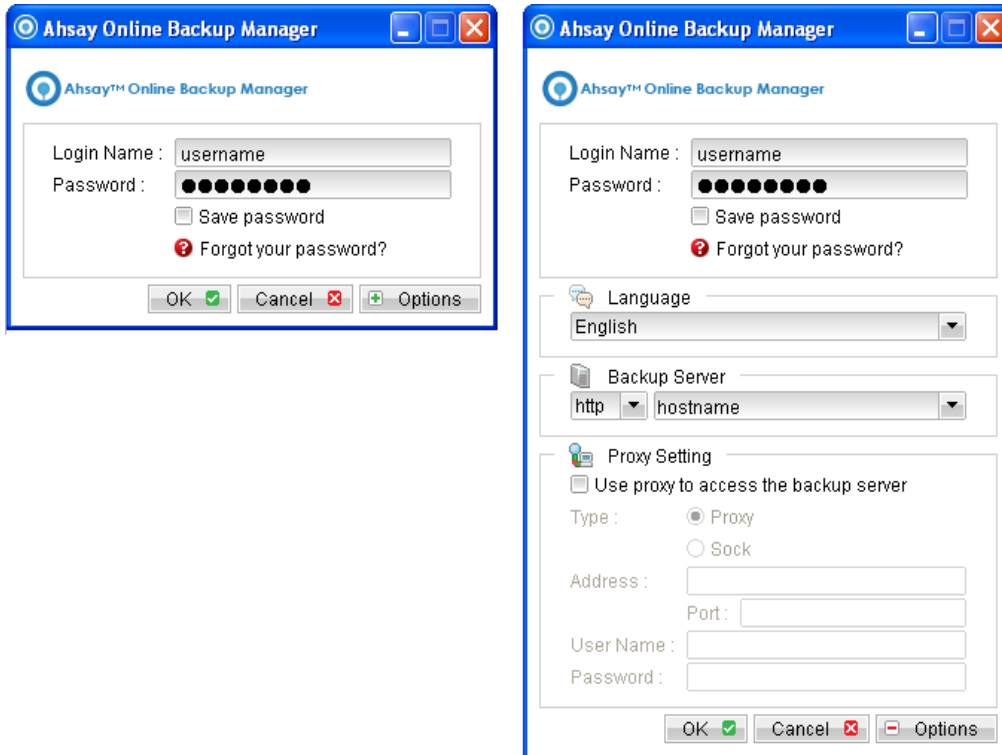 Ahsay Online Backup Manager
Ahsay™ Online Backup Manager
Login Name : username
Password : ●●●●●●●●
Save password
Forgot your password?
OK Cancel Options
Ahsay Online Backup Manager
Ahsay™ Online Backup Manager
Login Name : username
Password : ●●●●●●●●
Save password
Forgot your password?
Language
English
Backup Server
http hostname
Proxy Setting
Use proxy to access the backup server
Type : Proxy
Sock
Address :
Port :
User Name :
Password :
OK Cancel Options